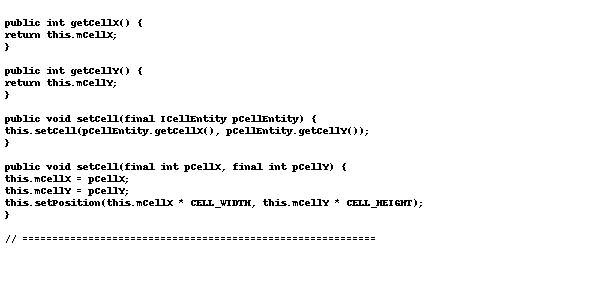 public int getCellX() {
return this.mCellX;
}
public int getCellY() {
return this.mCellY;
}
public void setCell(final ICellEntity pCellEntity) {
this.setCell(pCellEntity.getCellX(), pCellEntity.getCellY());
}
public void setCell(final int pCellX, final int pCellY) {
this.mCellX = pCellX;
this.mCellY = pCellY;
this.setPosition(this.mCellX * CELL_WIDTH, this.mCellY * CELL_HEIGHT);
}
// ===========================================================